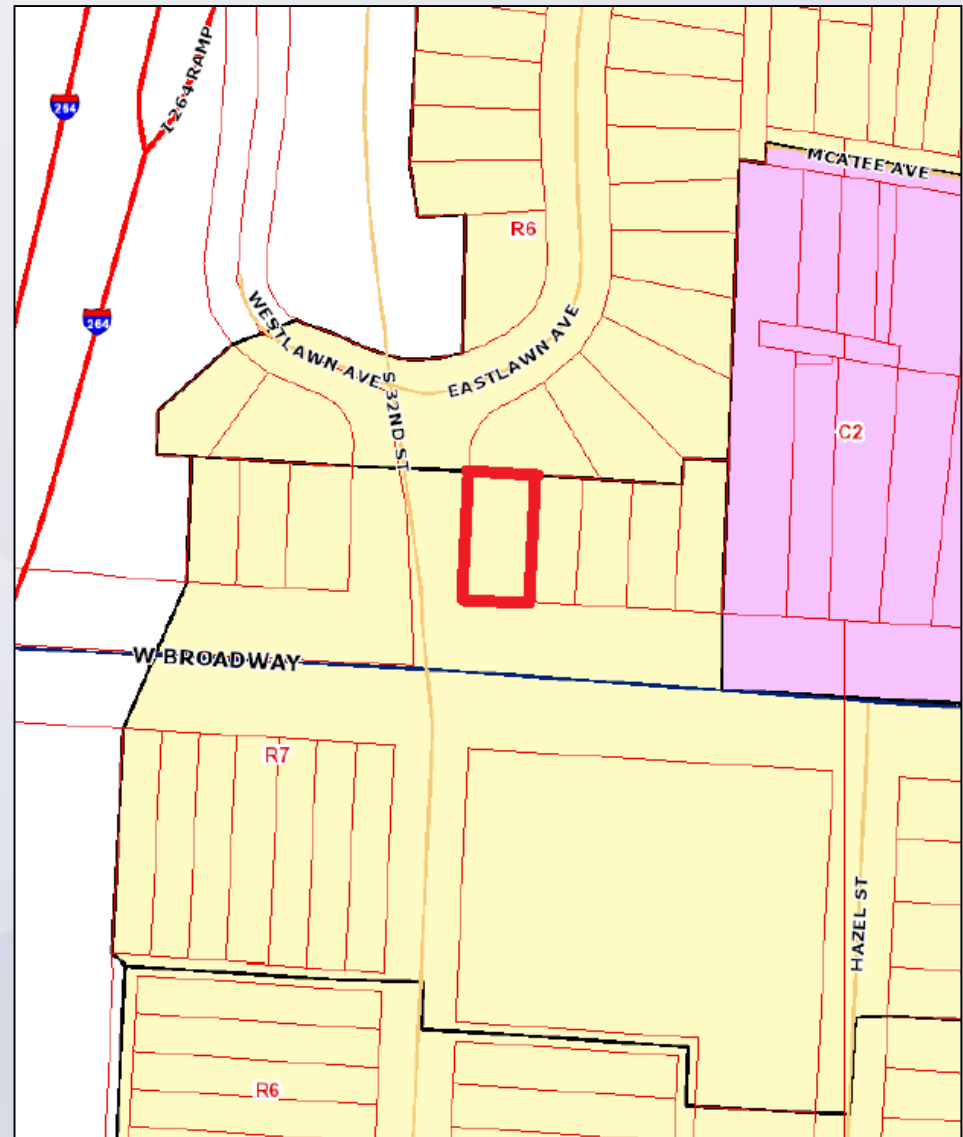 264
I 264 RAMP
MCATEE AVE
R6
264
WESTLAWN AVE
EASTLAWN AVE
S 32ND ST
C2
W BROADWAY
R7
HAZEL ST
R6